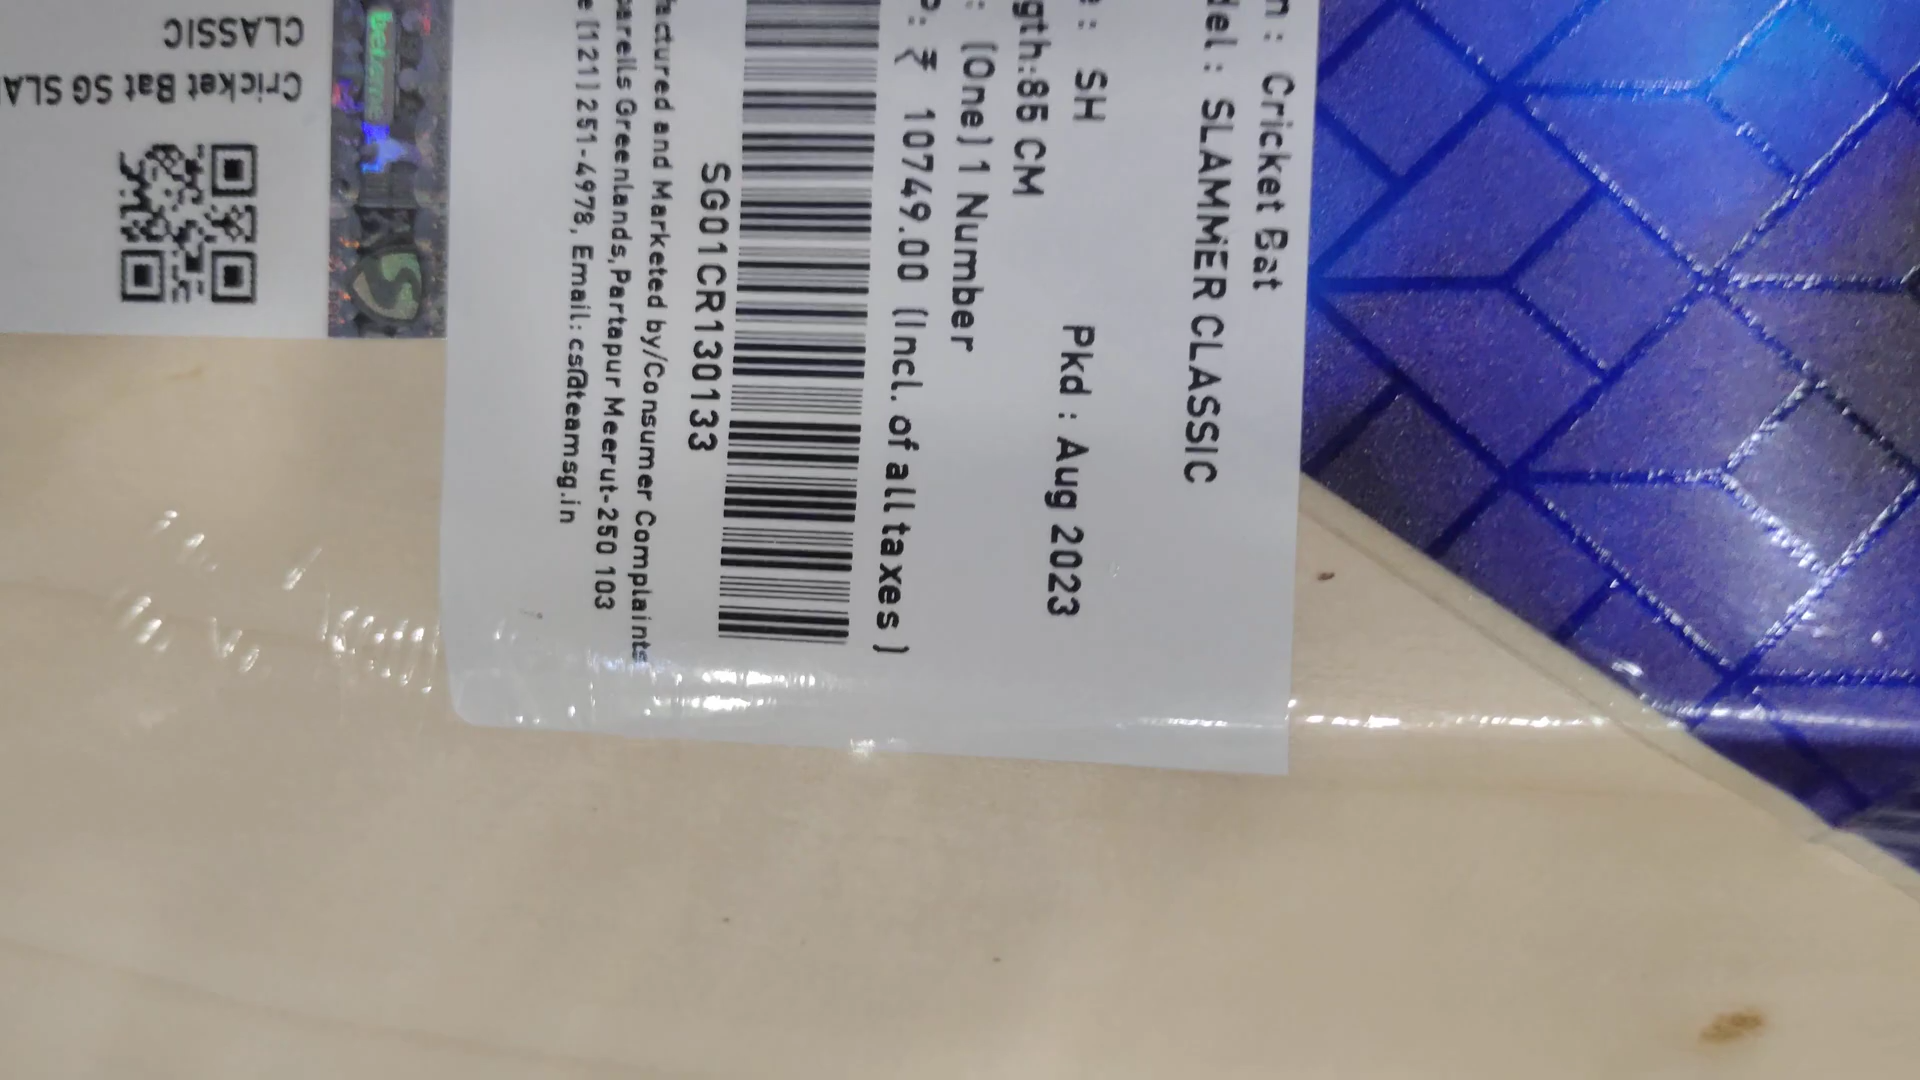 n : Cricket Bat
del : SLAMMER CLASSIC
: SH Pkd : Aug 2023
gth:85 CM
: (One) 1 Number
P: ₹ 10749.00 (Incl. of all taxes )
SG01CR130133
factured and Marketed by/Consumer Complaints
parells Greenlands,Partapur Meerut-250 103
e (121) 251-4978, Email: cs@teamsg.in
Cricket Bat SG SLA
CLASSIC